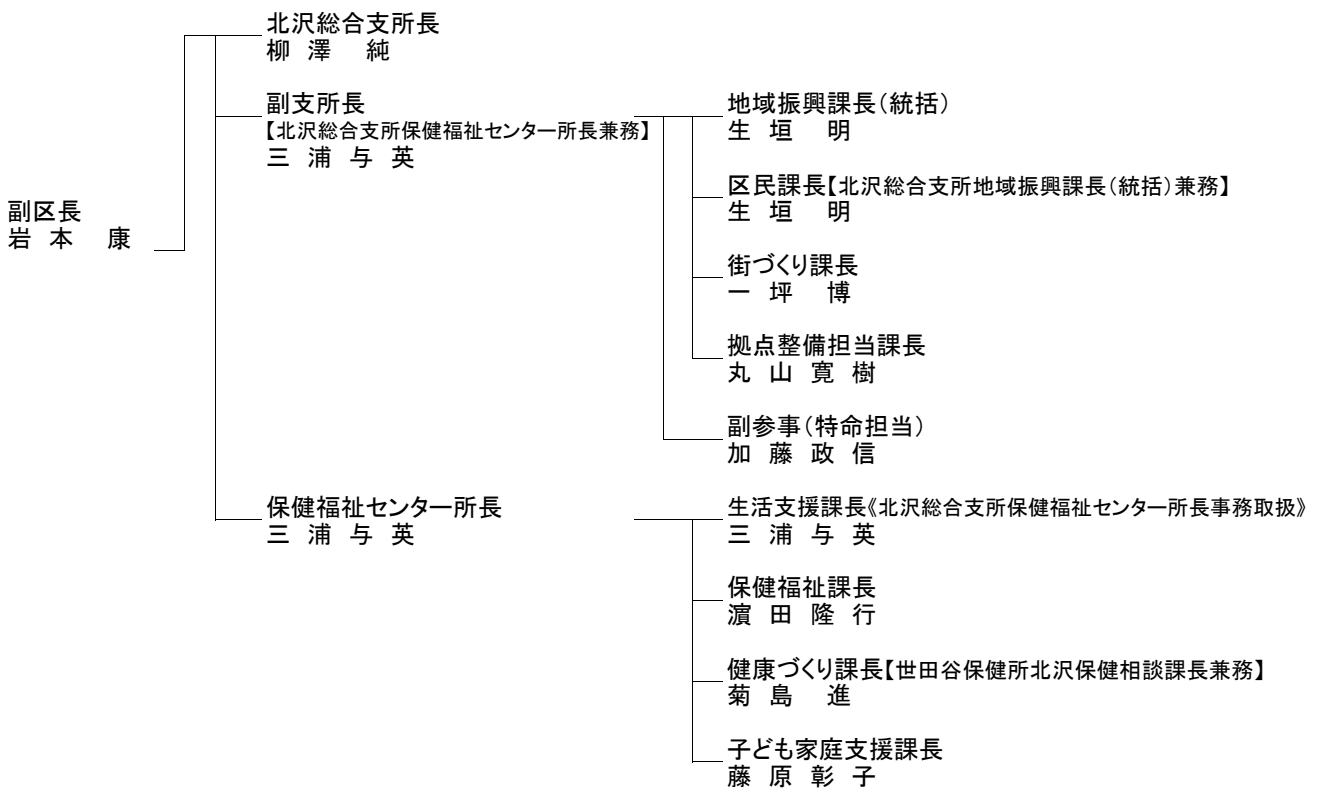 副区長
岩本 康
北沢総合支所長
柳澤 純
副支所長
【北沢総合支所保健福祉センター所長兼務】
三浦与英
地域振興課長(統括)
生垣 明
区民課長【北沢総合支所地域振興課長(統括)兼務】
生垣 明
街づくり課長
一坪 博
拠点整備担当課長
丸山寛樹
副参事(特命担当)
加藤政信
保健福祉センター所長
三浦与英
生活支援課長《北沢総合支所保健福祉センター所長事務取扱》
三浦与英
保健福祉課長
濵田隆行
健康づくり課長【世田谷保健所北沢保健相談課長兼務】
菊島 進
子ども家庭支援課長
藤原彰子